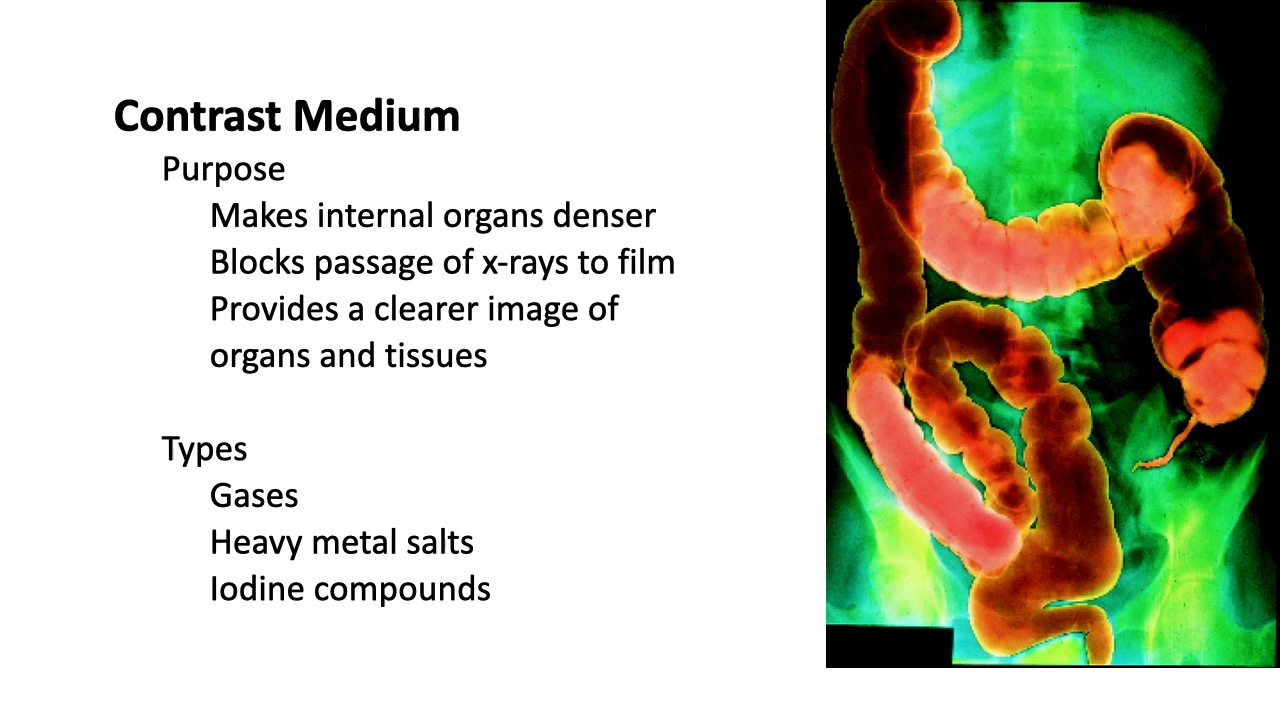 Contrast Medium
Purpose
Makes internal organs denser
Blocks passage of x-rays to film
Provides a clearer image of
organs and tissues
Types
Gases
Heavy metal salts
Iodine compounds